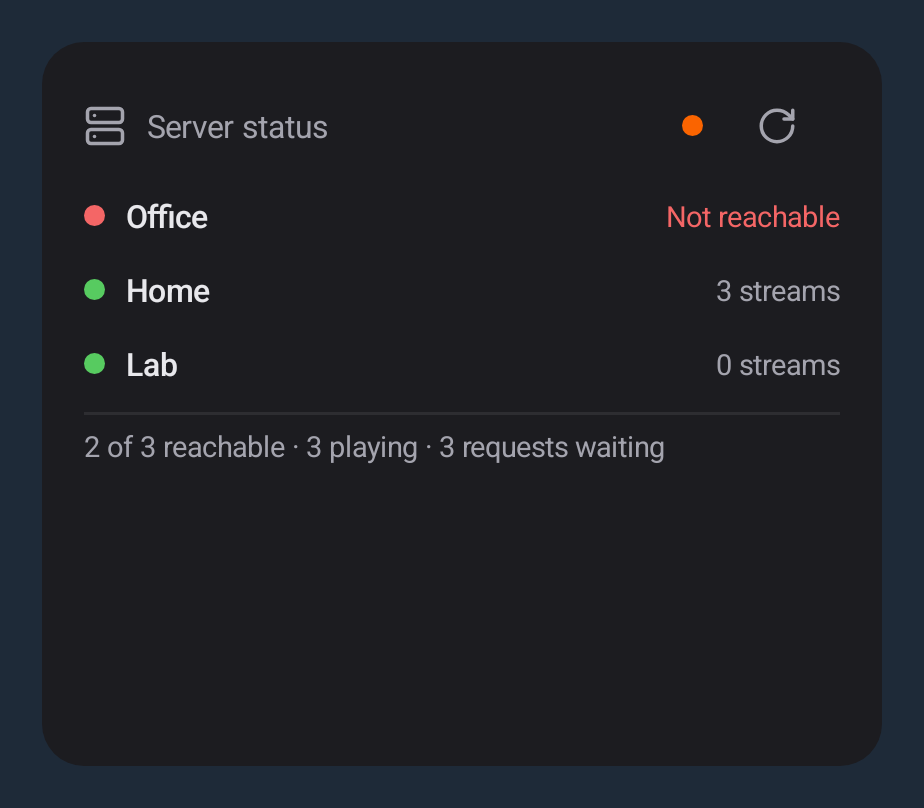 Server status
Office Not reachable
Home 3 streams
Lab 0 streams
2 of 3 reachable · 3 playing · 3 requests waiting